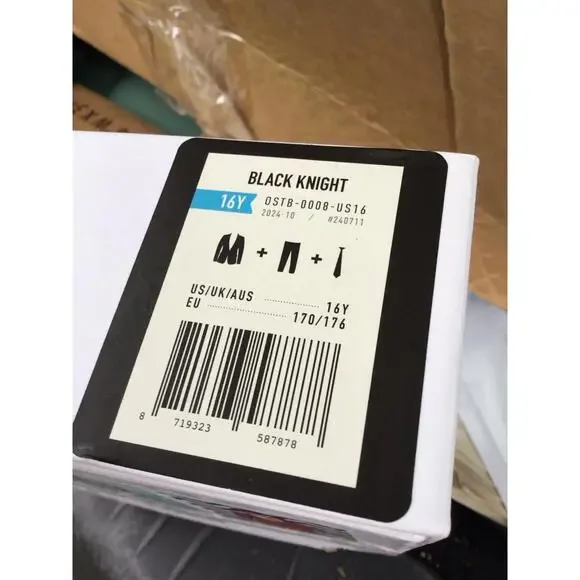 BLACK KNIGHT
16Y OSTB-0008-US16
2024-10 / #240711
+ +
US/UK/AUS 16Y
EU 170/176
8 719323 587878